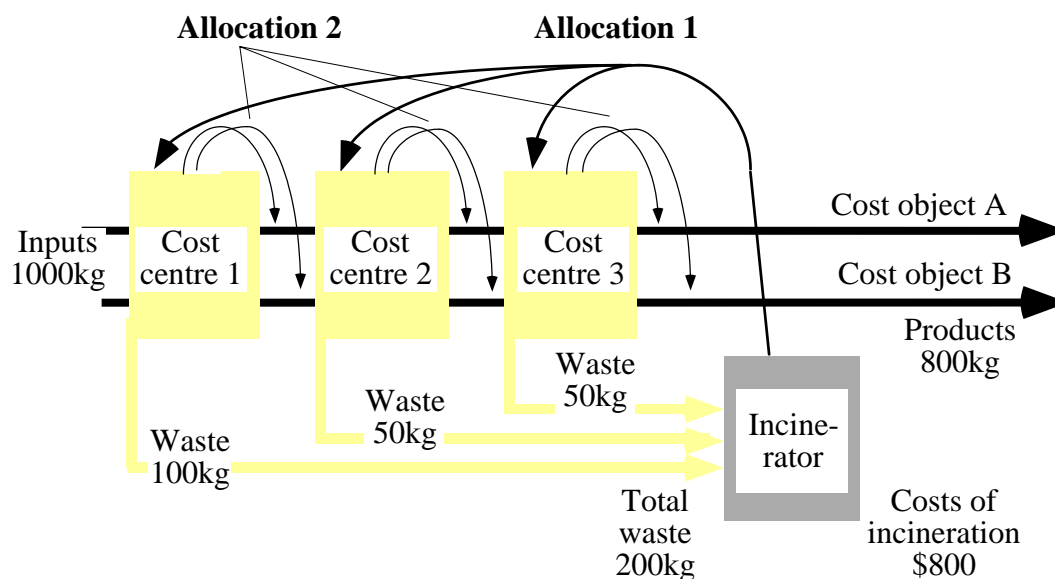 Allocation 2
Allocation 1
Cost object A
Inputs
1000kg
Cost
centre 1
Cost
centre 2
Cost
centre 3
Cost object B
Products
800kg
Waste
50kg
Waste
50kg
Waste
100kg
Incine-
rator
Total
waste
200kg
Costs of
incineration
$800